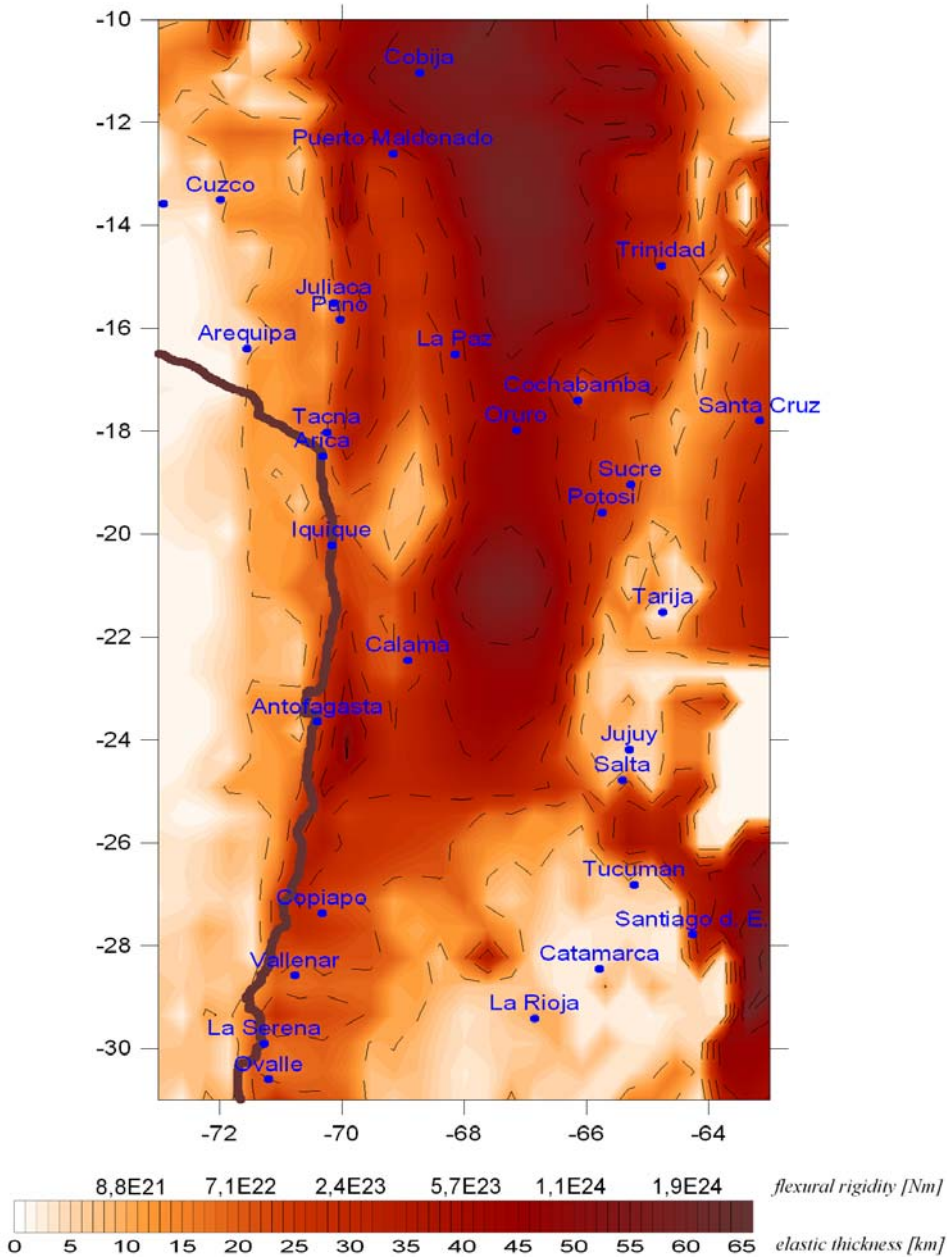 -10
Cobija
-12
Puerto Maldonado
Cuzco
-14
Trinidad
Juliaca
Puno
-16
Arequipa
La Paz
Cochabamba
Santa Cruz
Oruro
Tacna
-18
Arica
Sucre
Potosi
-20
Iquique
Tarija
-22
Calama
Antofagasta
Jujuy
-24
Salta
-26
Tucuman
Copiapo
Santiago d. E.
-28
Catamarca
Vallenar
La Rioja
La Serena
-30
Ovalle
-72 -70 -68 -66 -64
8,8E21 7,1E22 2,4E23 5,7E23 1,1E24 1,9E24 flexural rigidity [Nm]
0 5 10 15 20 25 30 35 40 45 50 55 60 65 elastic thickness [km]